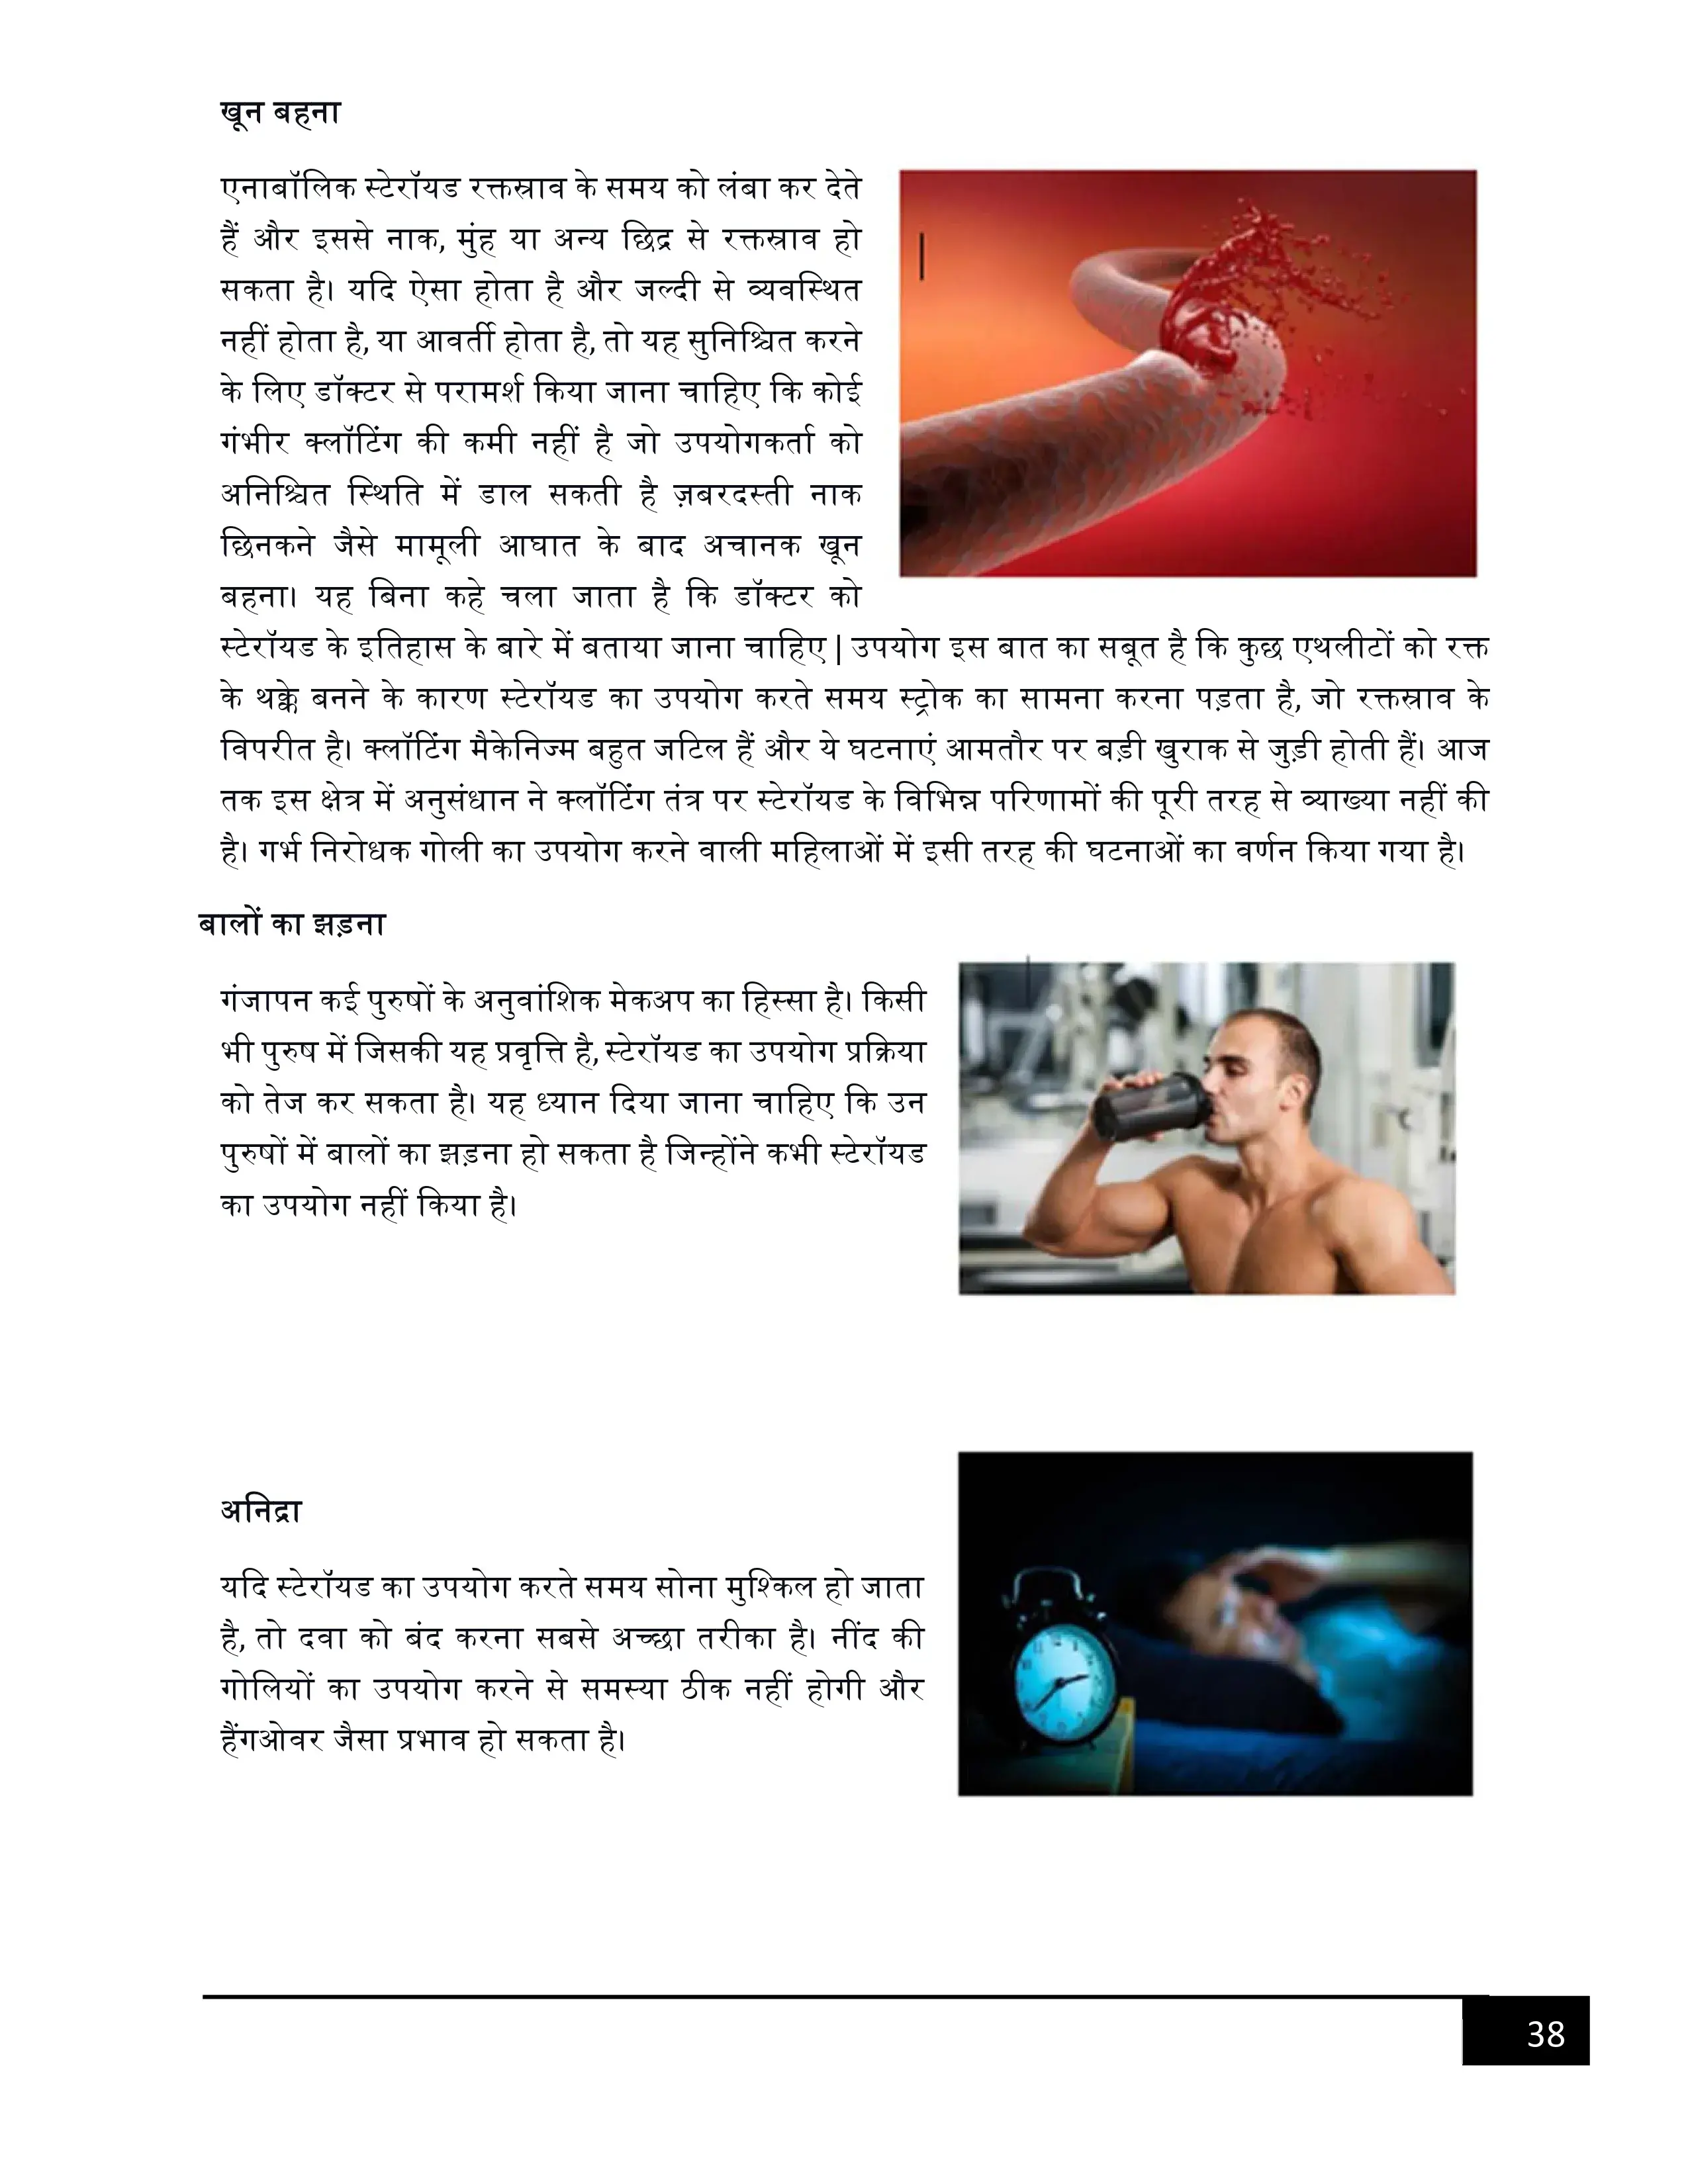 खून बहना
एनाबॉलिक स्टेरॉयड रक्तस्राव के समय को लंबा कर देते
हैं और इससे नाक, मुंह या अन्य छिद्र से रक्तस्राव हो
सकता है। यदि ऐसा होता है और जल्दी से व्यवस्थित
नहीं होता है, या आवर्ती होता है, तो यह सुनिश्चित करने
के लिए डॉक्टर से परामर्श किया जाना चाहिए कि कोई
गंभीर क्लॉटिंग की कमी नहीं है जो उपयोगकर्ता को
अनिश्चित स्थिति में डाल सकती है ज़बरदस्ती नाक
छिनकने जैसे मामूली आघात के बाद अचानक खून
बहना। यह बिना कहे चला जाता है कि डॉक्टर को
स्टेरॉयड के इतिहास के बारे में बताया जाना चाहिए | उपयोग इस बात का सबूत है कि कुछ एथलीटों को रक्त
के थक्के बनने के कारण स्टेरॉयड का उपयोग करते समय स्ट्रोक का सामना करना पड़ता है, जो रक्तस्राव के
विपरीत है। क्लॉटिंग मैकेनिज्म बहुत जटिल हैं और ये घटनाएं आमतौर पर बड़ी खुराक से जुड़ी होती हैं। आज
तक इस क्षेत्र में अनुसंधान ने क्लॉटिंग तंत्र पर स्टेरॉयड के विभिन्न परिणामों की पूरी तरह से व्याख्या नहीं की
है। गर्भ निरोधक गोली का उपयोग करने वाली महिलाओं में इसी तरह की घटनाओं का वर्णन किया गया है।
बालों का झड़ना
गंजापन कई पुरुषों के अनुवांशिक मेकअप का हिस्सा है। किसी
भी पुरुष में जिसकी यह प्रवृत्ति है, स्टेरॉयड का उपयोग प्रक्रिया
को तेज कर सकता है। यह ध्यान दिया जाना चाहिए कि उन
पुरुषों में बालों का झड़ना हो सकता है जिन्होंने कभी स्टेरॉयड
का उपयोग नहीं किया है।
अनिद्रा
यदि स्टेरॉयड का उपयोग करते समय सोना मुश्किल हो जाता
है, तो दवा को बंद करना सबसे अच्छा तरीका है। नींद की
गोलियों का उपयोग करने से समस्या ठीक नहीं होगी और
हैंगओवर जैसा प्रभाव हो सकता है।
38